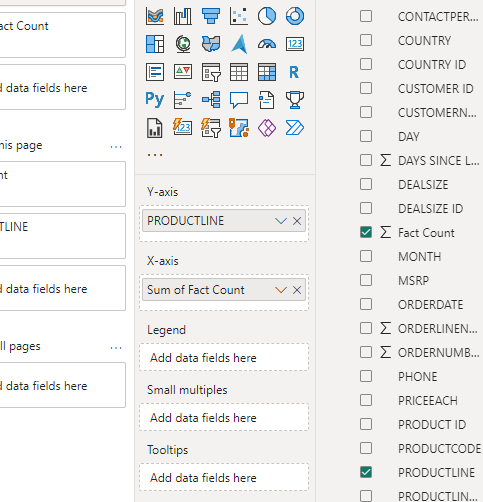 act Count
d data fields here
his page
nt
TLINE
d data fields here
ll pages
d data fields here
123
R
Py
123
...
Y-axis
PRODUCTLINE
X-axis
Sum of Fact Count
Legend
Add data fields here
Small multiples
Add data fields here
Tooltips
Add data fields here
CONTACTPER...
COUNTRY
COUNTRY ID
CUSTOMER ID
CUSTOMERN...
DAY
∑ DAYS SINCE L...
DEALSIZE
DEALSIZE ID
∑ Fact Count
MONTH
MSRP
ORDERDATE
∑ ORDERLINEN...
∑ ORDERNUMB...
PHONE
PRICEEACH
PRODUCT ID
PRODUCTCODE
PRODUCTLINE
PRODUCTLIN...